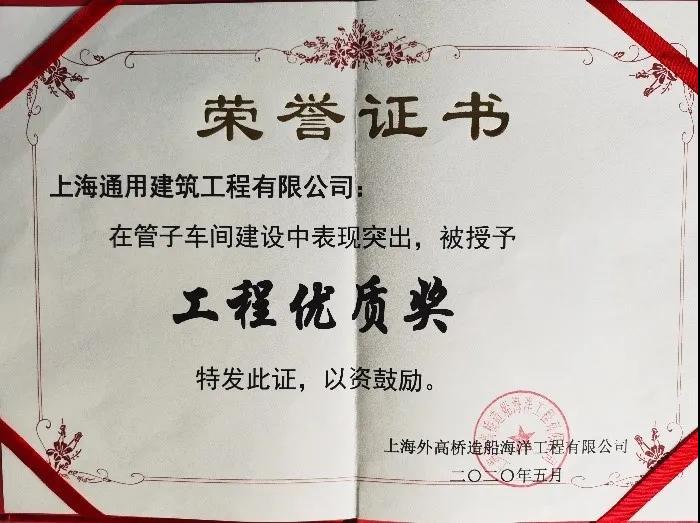 荣誉证书
上海通用建筑工程有限公司：
在管子车间建设中表现突出，被授予
工程优质奖
特发此证，以资鼓励。
上海外高桥造船海洋工程有限公司
二〇一〇年五月